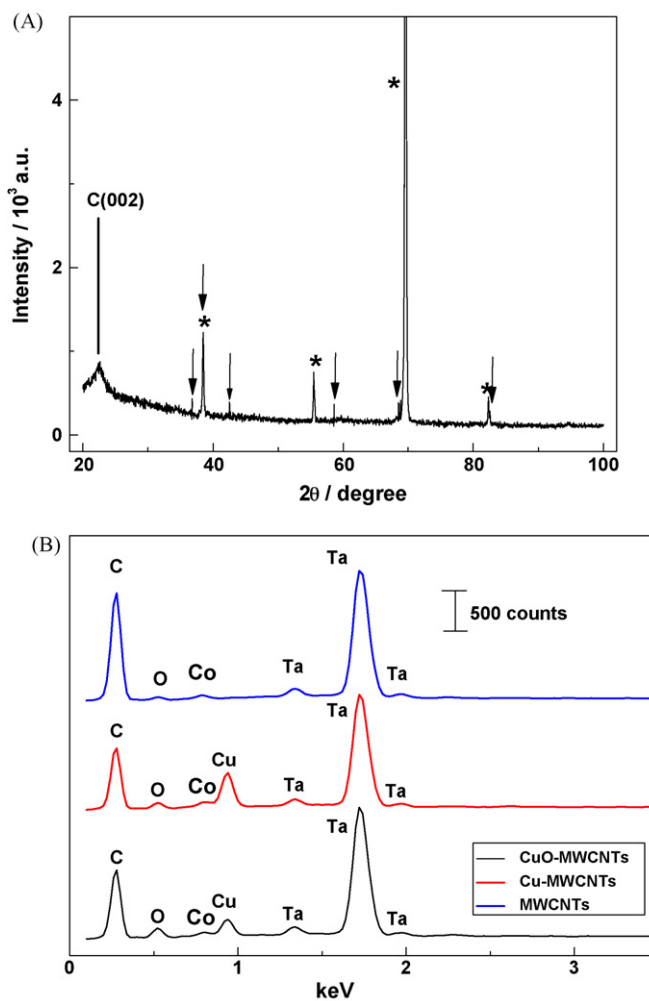 (A)
Intensity / 10³ a.u.
4
2
0
C(002)
*
*
*
*
20 40 60 80 100
2θ / degree
(B)
C O Co Ta Ta Ta
500 counts
C O Co Cu Ta Ta Ta
C O Co Cu Ta Ta Ta
CuO-MWCNTs
Cu-MWCNTs
MWCNTs
0 1 2 3
keV